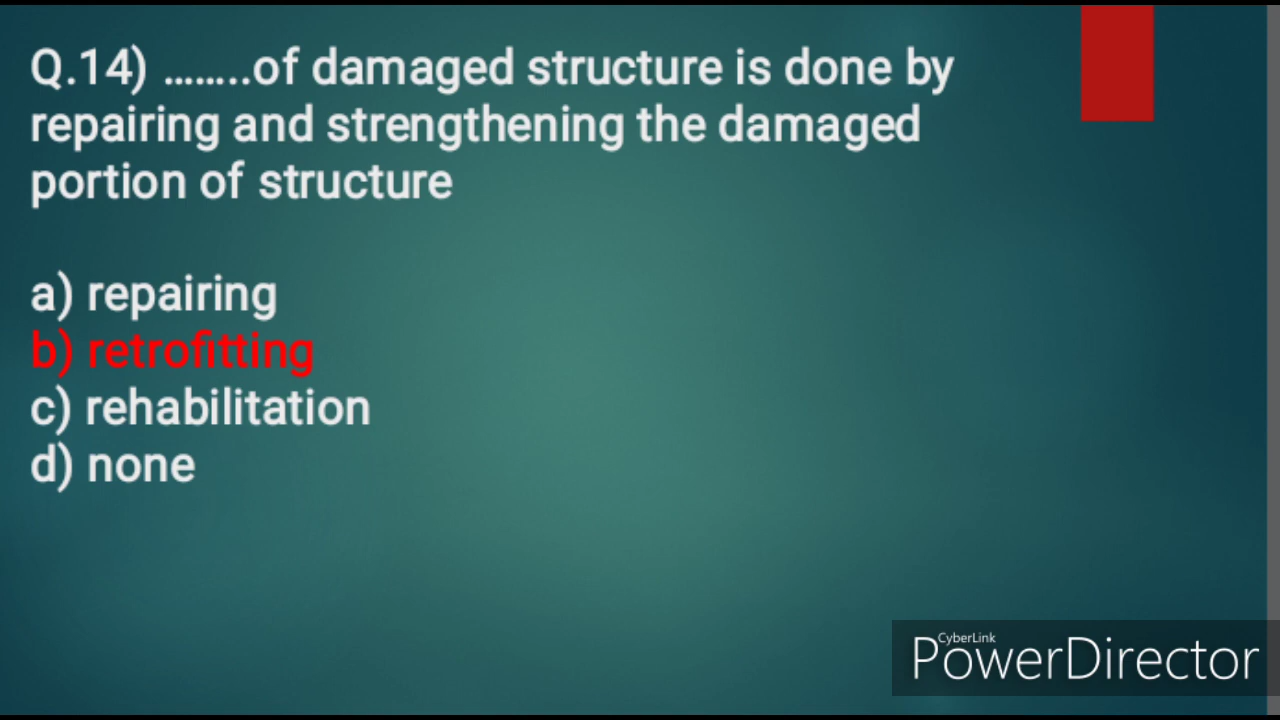 Q.14) ........of damaged structure is done by
repairing and strengthening the damaged
portion of structure
a) repairing
b) retrofitting
c) rehabilitation
d) none
CyberLink
PowerDirector